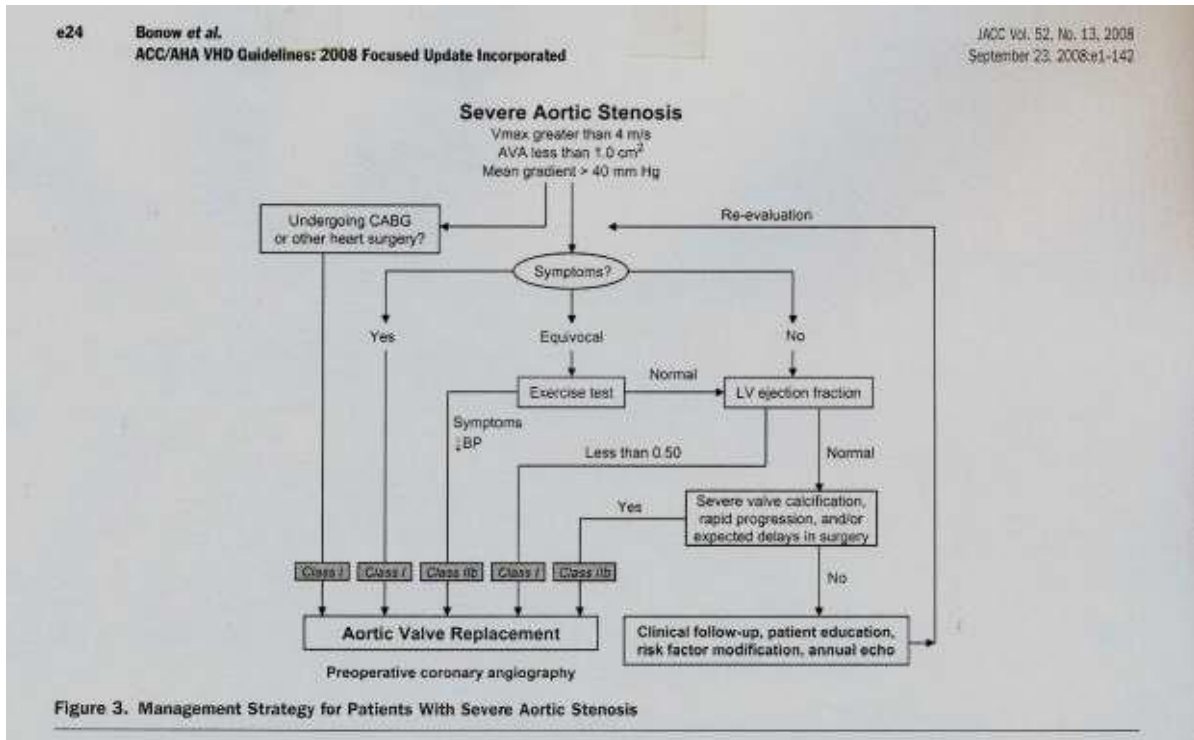 e24
Bonow et al.
ACC/AHA VHD Guidelines: 2008 Focused Update Incorporated
JACC Vol. 52, No. 13, 2008
September 23, 2008:e1-142
Severe Aortic Stenosis
Vmax greater than 4 m/s
AVA less than 1.0 cm²
Mean gradient > 40 mm Hg
Undergoing CABG
or other heart surgery?
Re-evaluation
Symptoms?
Yes
Equivocal
No
Exercise test
Normal
LV ejection fraction
Symptoms
↓BP
Less than 0.50
Normal
Severe valve calcification,
rapid progression, and/or
expected delays in surgery
Yes
No
Class I
Class I
Class IIb
Class I
Class IIb
Aortic Valve Replacement
Clinical follow-up, patient education,
risk factor modification, annual echo
Preoperative coronary angiography
Figure 3. Management Strategy for Patients With Severe Aortic Stenosis